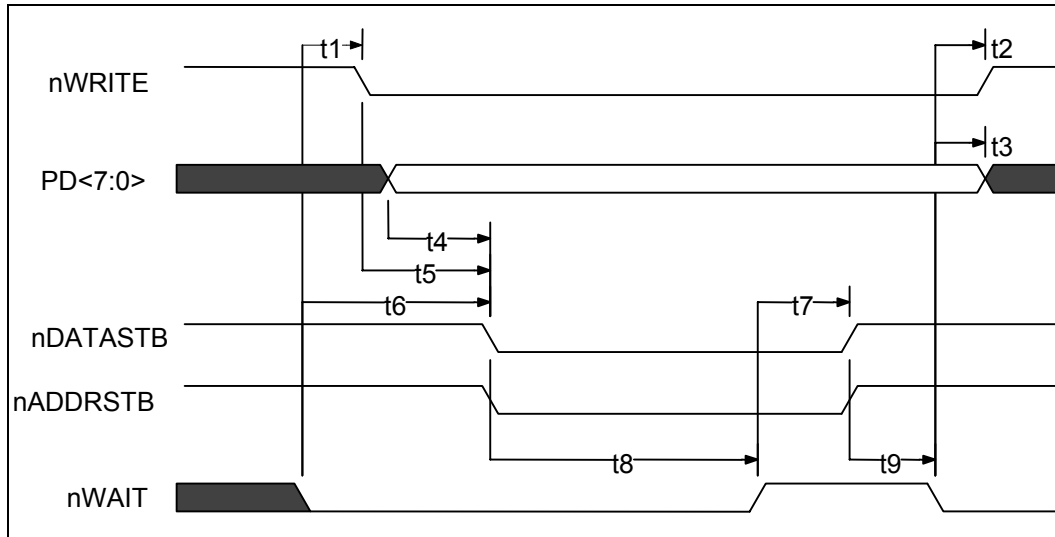 t1
t2
nWRITE
t3
PD<7:0>
t4
t5
t6
t7
nDATASTB
nADDRSTB
t8
t9
nWAIT